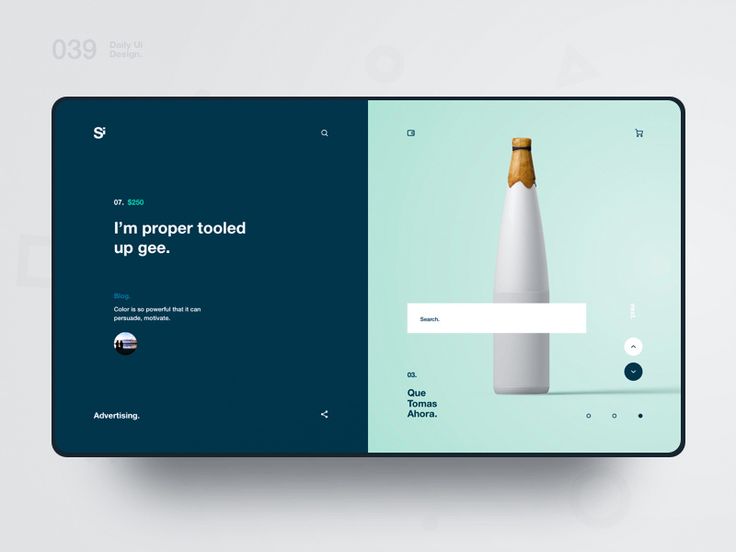 039
Daily Ui
Design.
Si
07. $250
I’m proper tooled
up gee.
Blog.
Color is so powerful that it can
persuade, motivate.
Advertising.
Search.
next.
03.
Que
Tomas
Ahora.